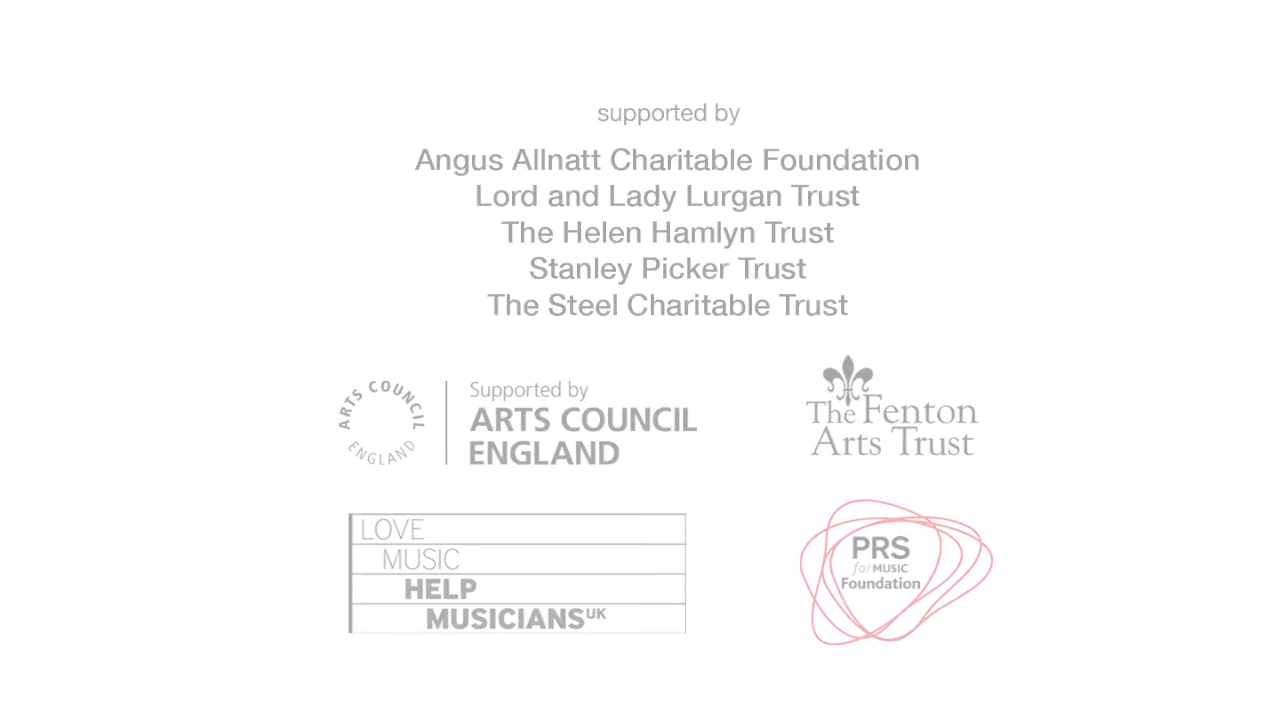 supported by
Angus Allnatt Charitable Foundation
Lord and Lady Lurgan Trust
The Helen Hamlyn Trust
Stanley Picker Trust
The Steel Charitable Trust
ARTS COUNCIL
ENGLAND
Supported by
ARTS COUNCIL
ENGLAND
The Fenton
Arts Trust
LOVE
MUSIC
HELP
MUSICIANS UK
PRS
for MUSIC
Foundation